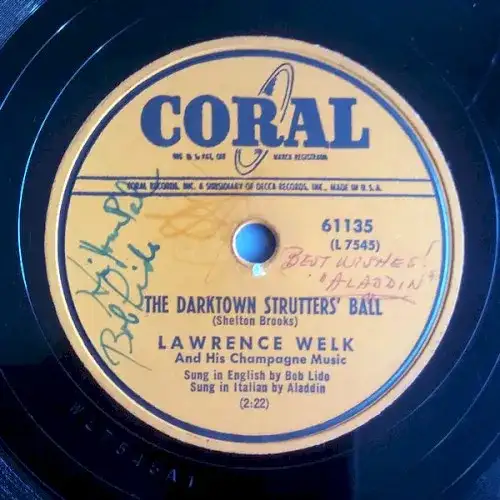 CORAL
REG. IN U. S. PAT. OFF. MARCA REGISTRADA
CORAL RECORDS, INC., A SUBSIDIARY OF DECCA RECORDS, INC., MADE IN U.S.A.
61135
(L 7545)
BEST WISHES!
"ALADDIN"
Bob Lido
THE DARKTOWN STRUTTERS' BALL
(Shelton Brooks)
LAWRENCE WELK
And His Champagne Music
Sung in English by Bob Lido
Sung in Italian by Aladdin
(2:22)